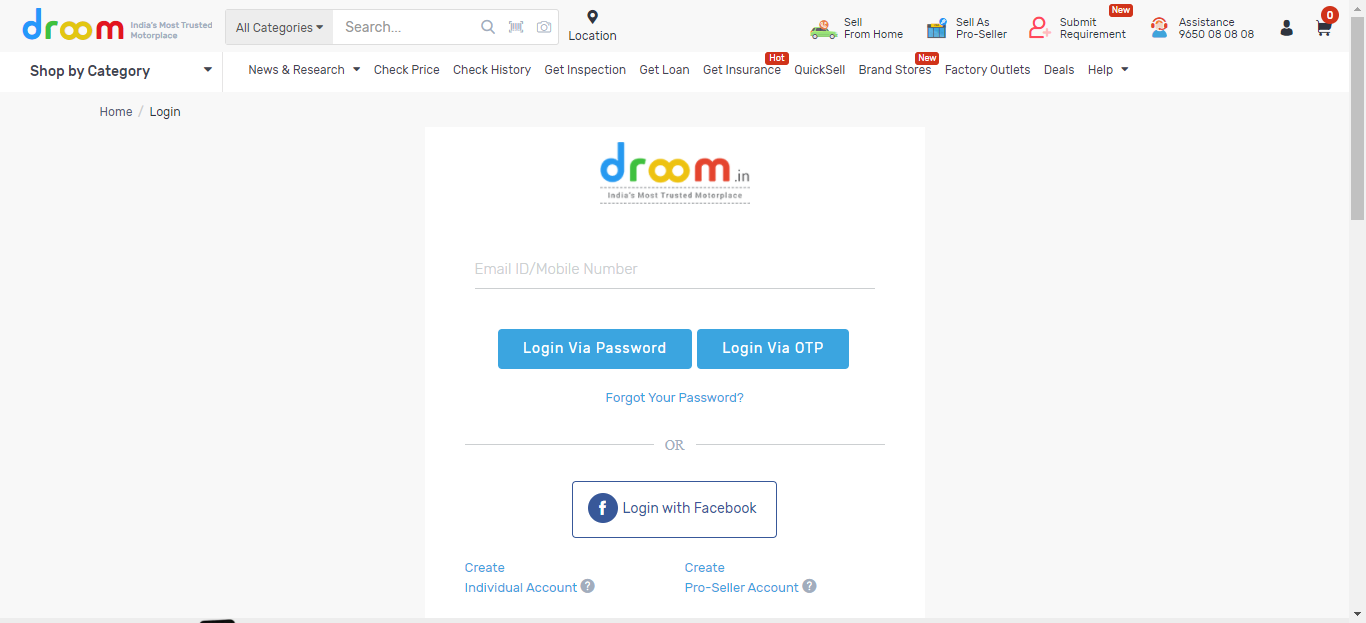 droom India's Most Trusted
Motorplace
All Categories
Search...
Location
Sell
From Home
Sell As
Pro-Seller
New
Submit
Requirement
Assistance
9650 08 08 08
0
Shop by Category
News & Research
Check Price
Check History
Get Inspection
Get Loan
Hot
Get Insurance
QuickSell
New
Brand Stores
Factory Outlets
Deals
Help
Home / Login
droom.in
India's Most Trusted Motorplace
Email ID/Mobile Number
Login Via Password
Login Via OTP
Forgot Your Password?
OR
f Login with Facebook
Create
Individual Account ?
Create
Pro-Seller Account ?